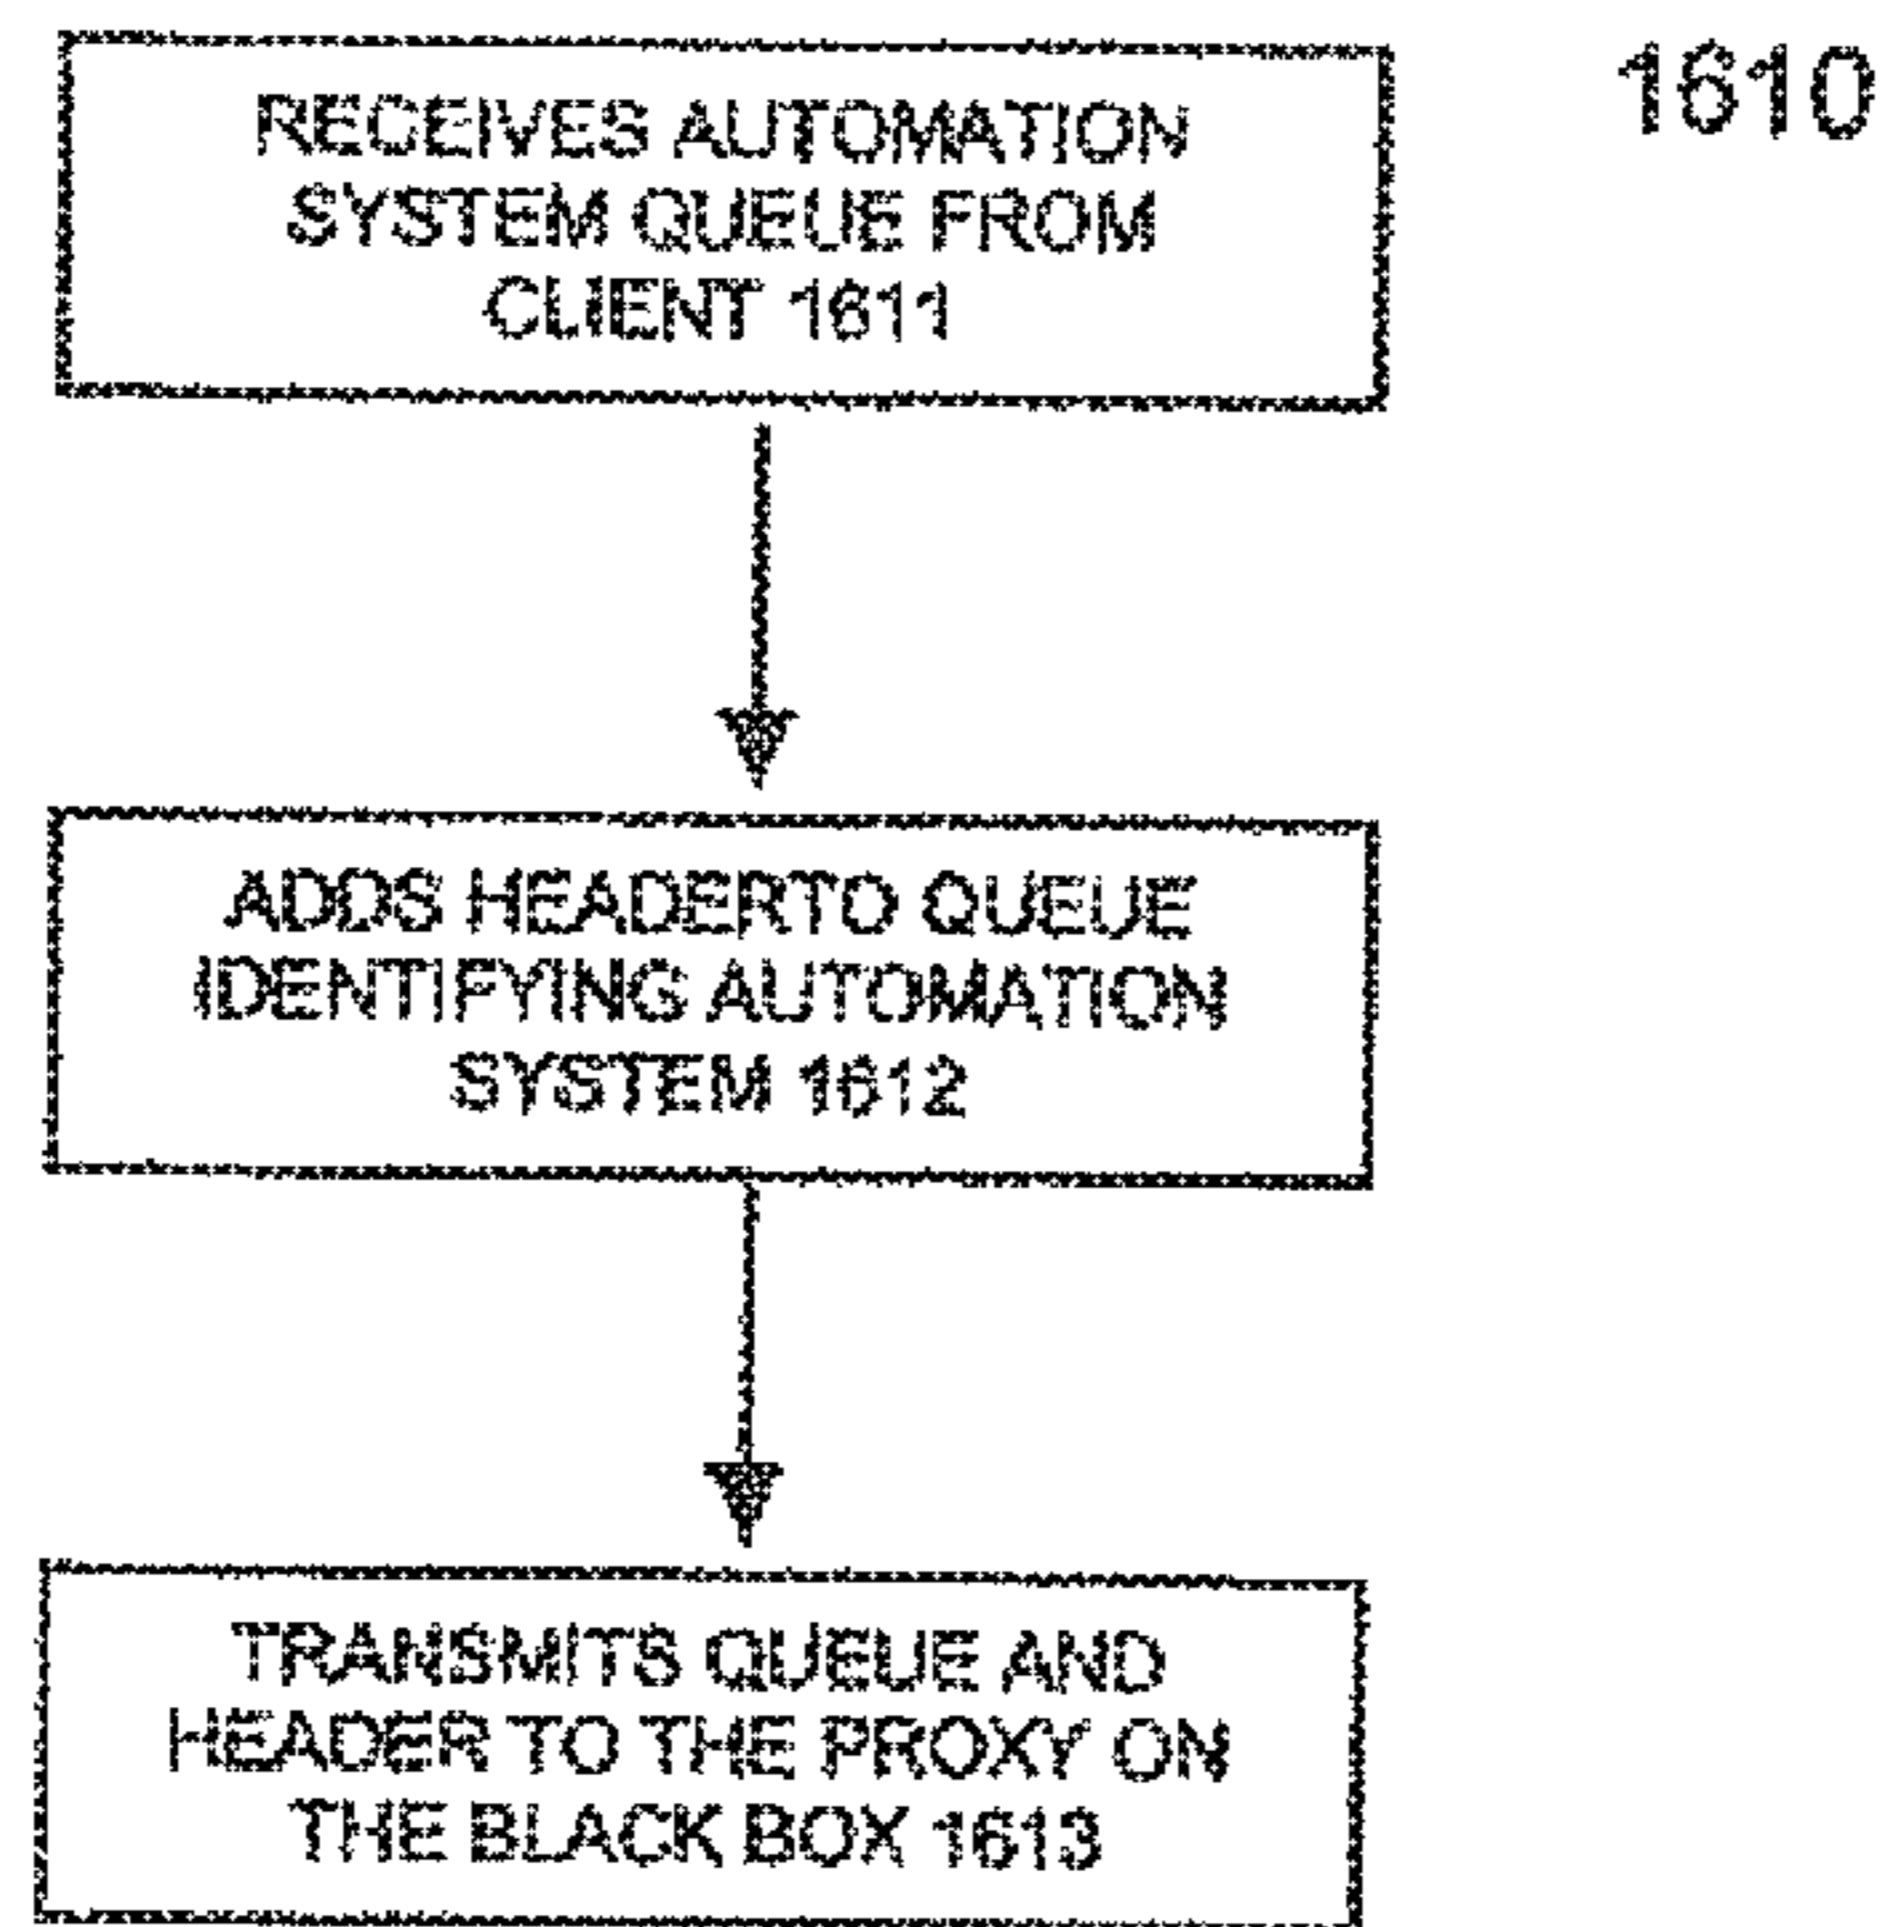 1610
RECEIVES AUTOMATION
SYSTEM QUEUE FROM
CLIENT 1611
ADDS HEADERTO QUEUE
IDENTIFYING AUTOMATION
SYSTEM 1612
TRANSMITS QUEUE AND
HEADER TO THE PROXY ON
THE BLACK BOX 1613